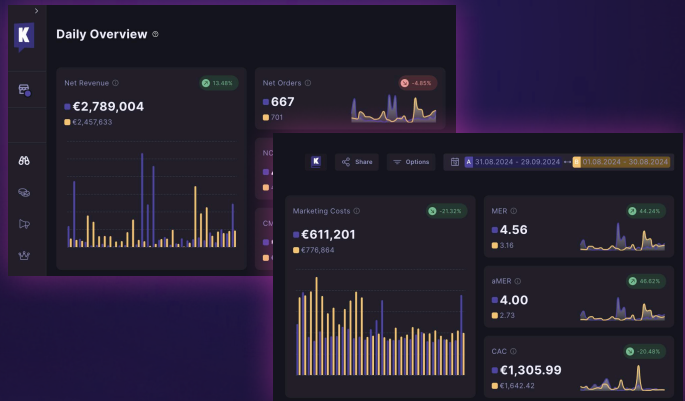 K
Daily Overview
Net Revenue
13.48%
€2,789,004
€2,457,633
Net Orders
-4.85%
667
701
NC
CM
K
Share
Options
A 31.08.2024 - 29.09.2024
B 01.08.2024 - 30.08.2024
Marketing Costs
-21.32%
€611,201
€776,864
MER
44.24%
4.56
3.16
aMER
46.62%
4.00
2.73
CAC
-20.48%
€1,305.99
€1,642.42